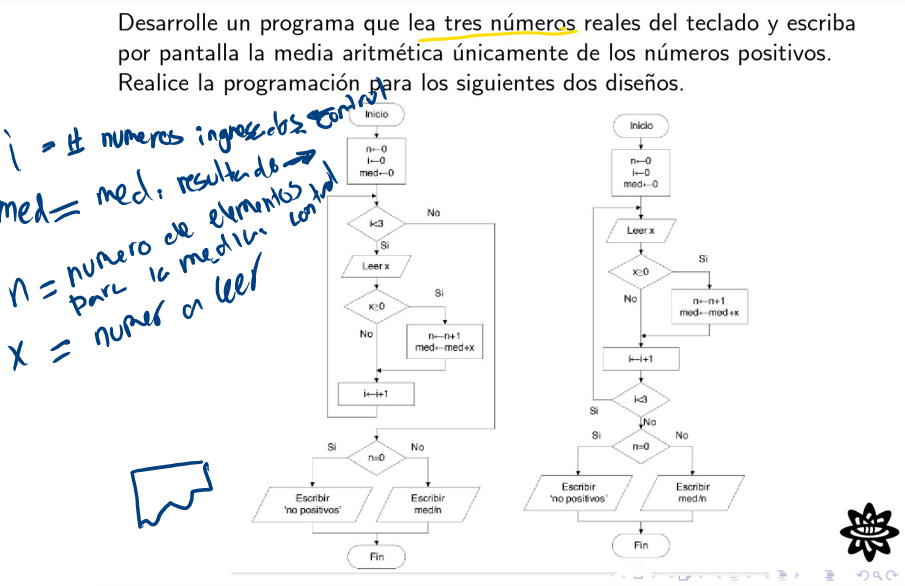 Desarrolle un programa que lea tres números reales del teclado y escriba
por pantalla la media aritmética únicamente de los números positivos.
Realice la programación para los siguientes dos diseños.
i = # numeros ingresados control
med = med. resultado
n = numero de elementos
para la media. control
x = numer a leer
Inicio
n←0
i←0
med←0
i<3
No
Si
Leer x
x≥0
Si
No
n←n+1
med←med+x
i←i+1
Si
n=0
No
Escribir
'no positivos'
Escribir
med/n
Fin
Inicio
n←0
i←0
med←0
Leer x
x≥0
Si
No
n←n+1
med←med+x
i←i+1
i<3
Si
No
Si
n=0
No
Escribir
'no positivos'
Escribir
med/n
Fin